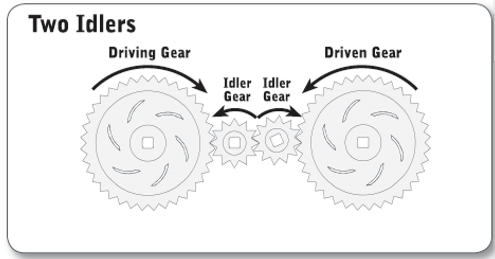 Two Idlers
Driving Gear
Driven Gear
Idler Gear
Idler Gear